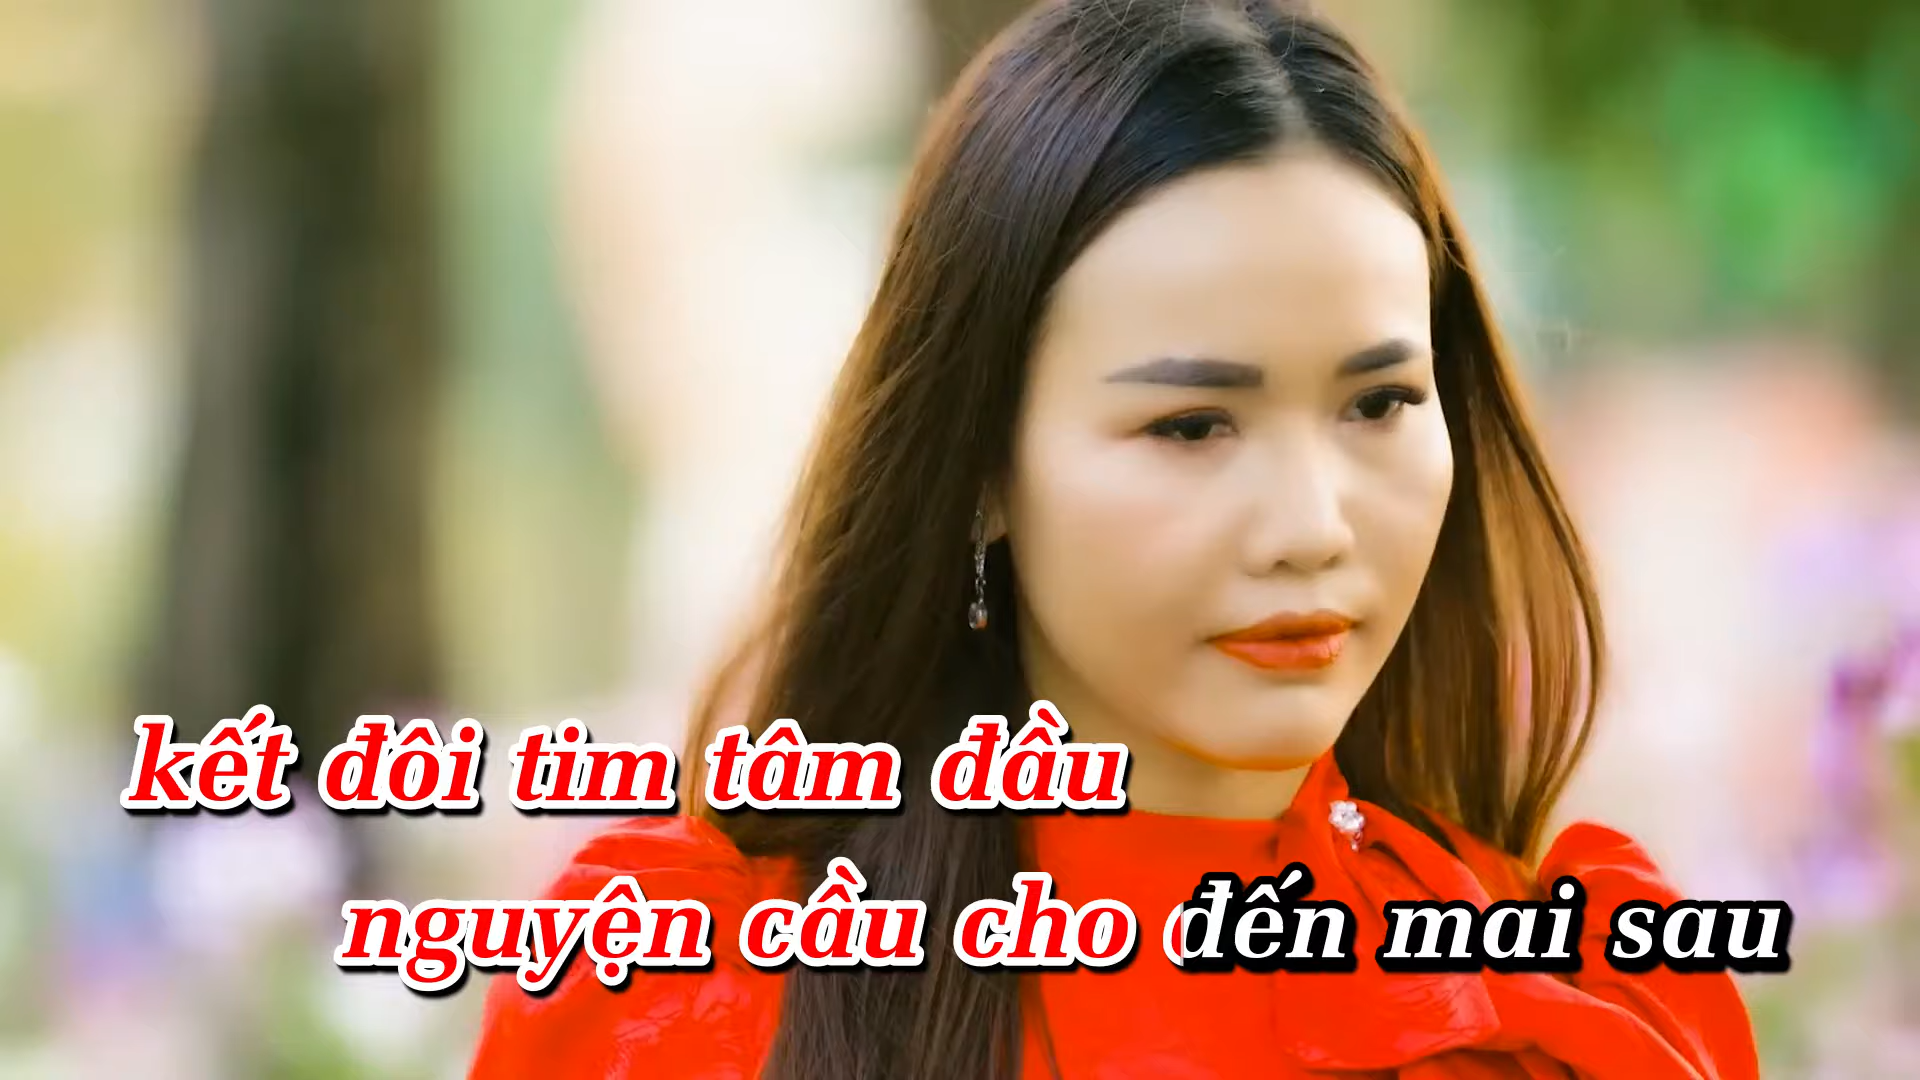 kết đôi tim tâm đầu
nguyện cầu cho đến mai sau